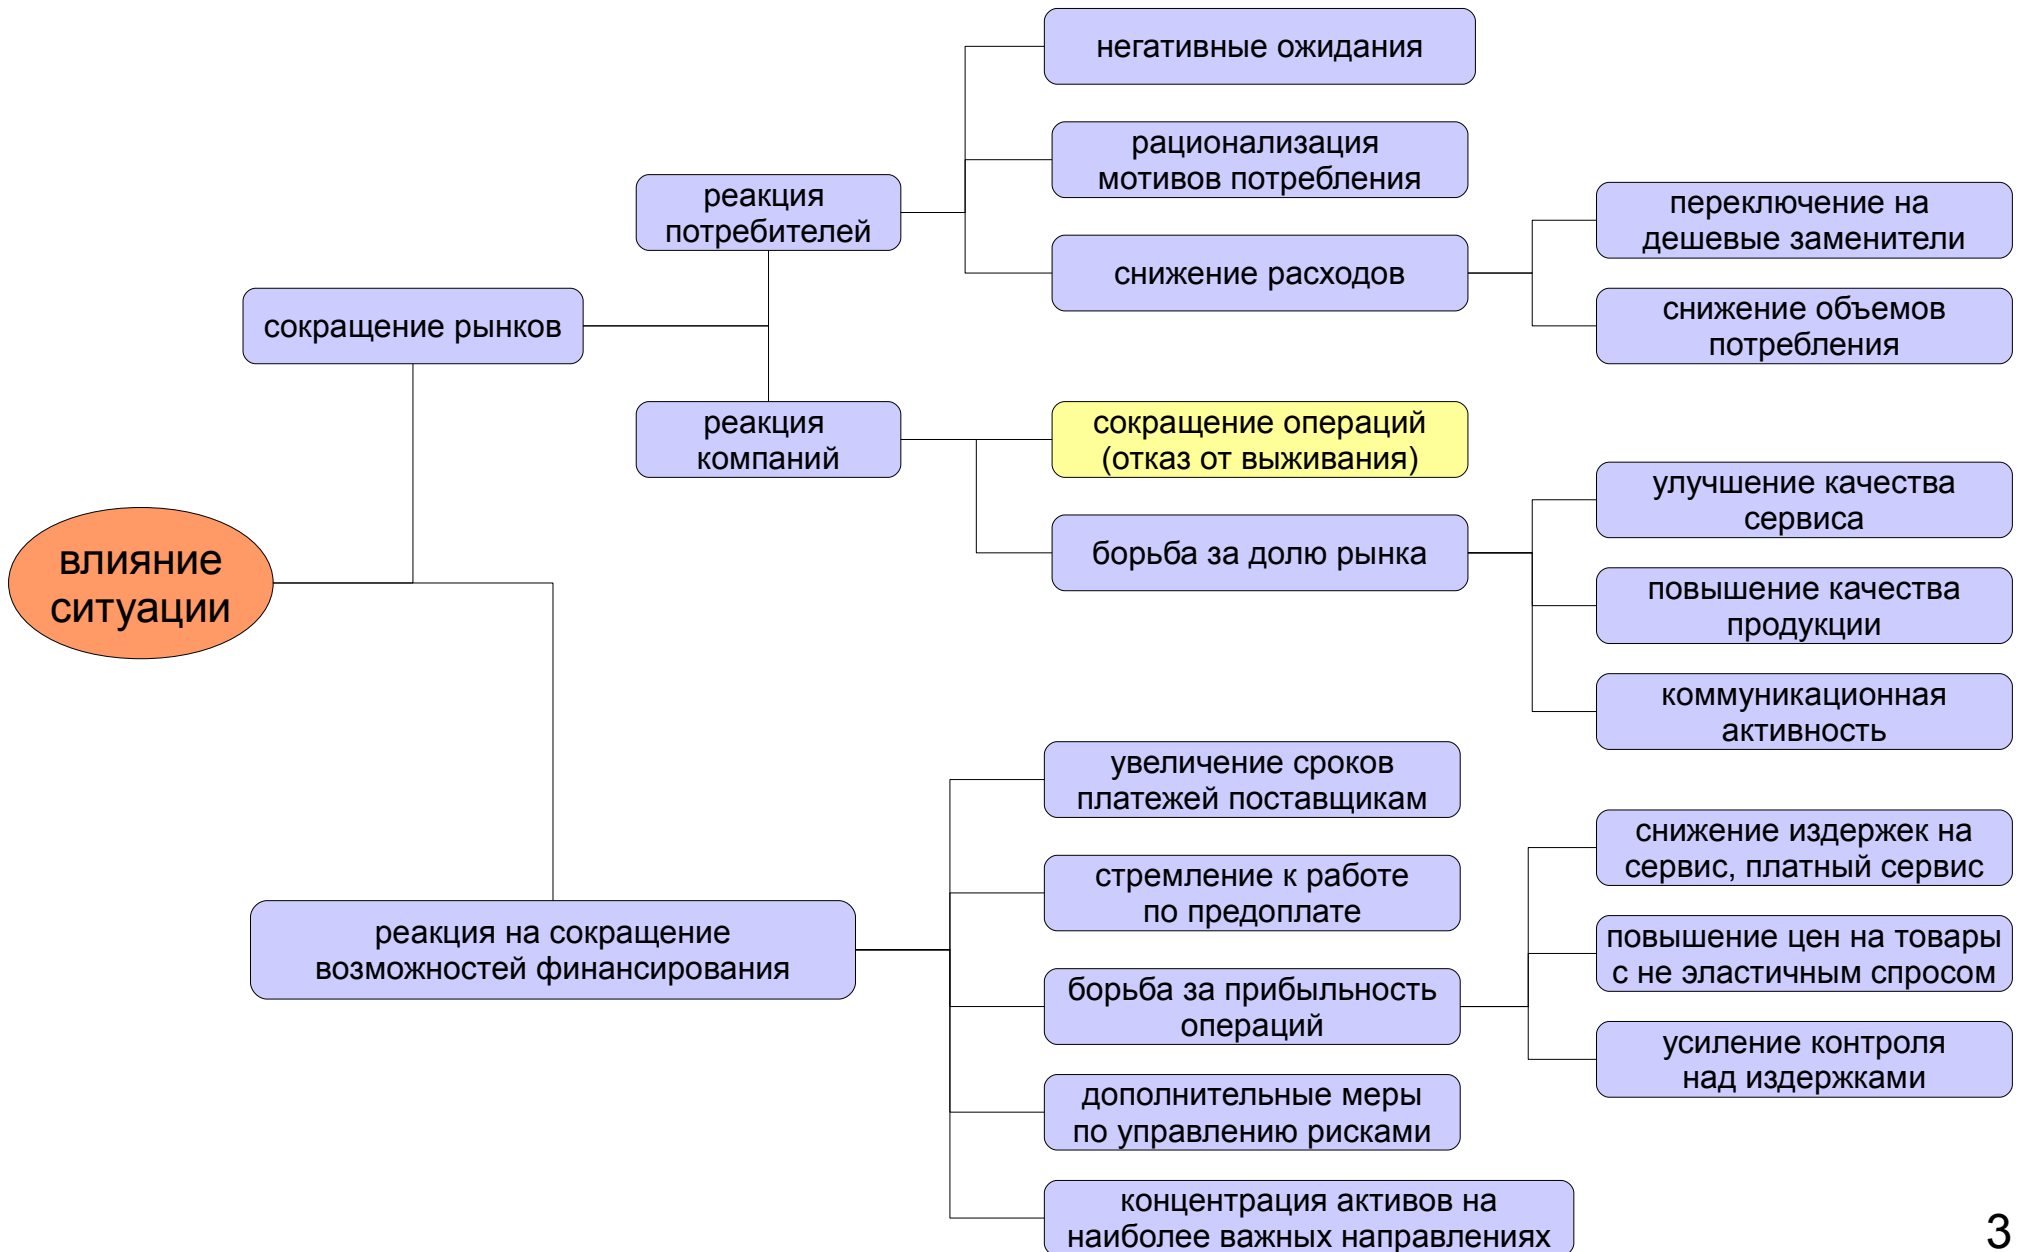 негативные ожидания
рационализация
мотивов потребления
реакция
потребителей
переключение на
дешевые заменители
снижение расходов
снижение объемов
потребления
сокращение рынков
реакция
компаний
сокращение операций
(отказ от выживания)
улучшение качества
сервиса
борьба за долю рынка
влияние
ситуации
повышение качества
продукции
коммуникационная
активность
увеличение сроков
платежей поставщикам
снижение издержек на
сервис, платный сервис
стремление к работе
по предоплате
реакция на сокращение
возможностей финансирования
повышение цен на товары
с не эластичным спросом
борьба за прибыльность
операций
усиление контроля
над издержками
дополнительные меры
по управлению рисками
концентрация активов на
наиболее важных направлениях
3